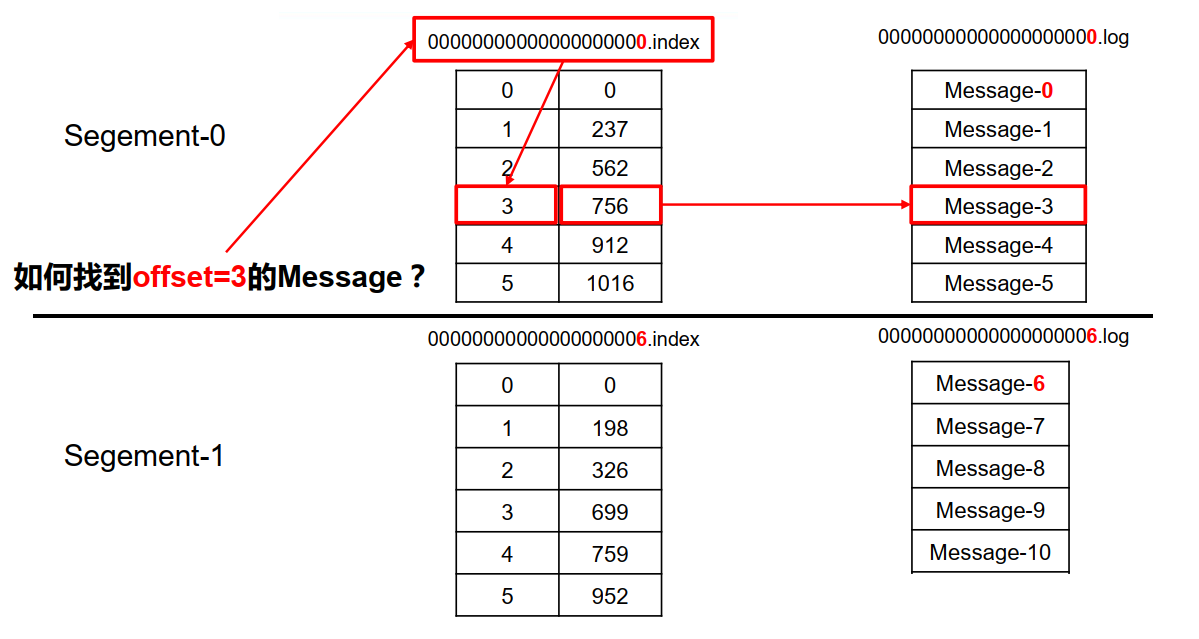 00000000000000000000.index
00000000000000000000.log
Segement-0
0 0
1 237
2 562
3 756
4 912
5 1016
Message-0
Message-1
Message-2
Message-3
Message-4
Message-5
如何找到offset=3的Message？
00000000000000000006.index
00000000000000000006.log
Segement-1
0 0
1 198
2 326
3 699
4 759
5 952
Message-6
Message-7
Message-8
Message-9
Message-10